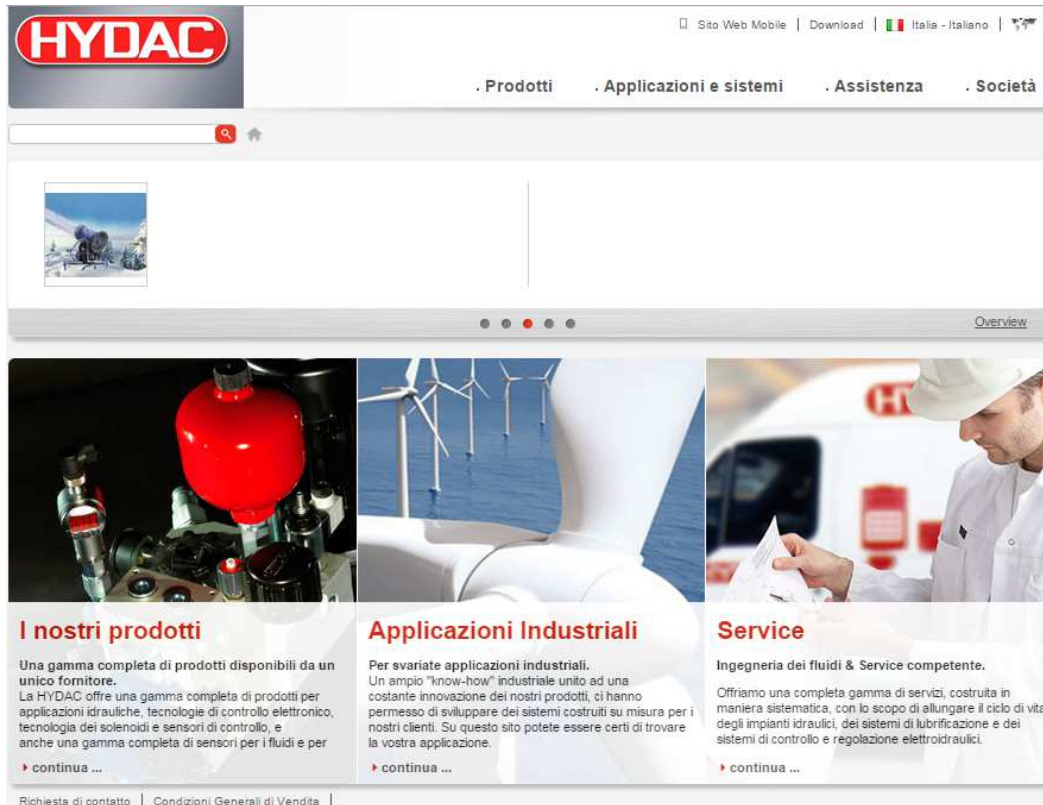 HYDAC
Sito Web Mobile | Download | Italia - Italiano |
. Prodotti . Applicazioni e sistemi . Assistenza . Società
Overview
I nostri prodotti
Una gamma completa di prodotti disponibili da un
unico fornitore.
La HYDAC offre una gamma completa di prodotti per
applicazioni idrauliche, tecnologie di controllo elettronico,
tecnologia dei solenoidi e sensori di controllo, e
anche una gamma completa di sensori per i fluidi e per
continua ...
Applicazioni Industriali
Per svariate applicazioni industriali.
Un ampio "know-how" industriale unito ad una
costante innovazione dei nostri prodotti, ci hanno
permesso di sviluppare dei sistemi costruiti su misura per i
nostri clienti. Su questo sito potete essere certi di trovare
la vostra applicazione.
continua ...
HY
Service
Ingegneria dei fluidi & Service competente.
Offriamo una completa gamma di servizi, costruita in
maniera sistematica, con lo scopo di allungare il ciclo di vita
degli impianti idraulici, dei sistemi di lubrificazione e dei
sistemi di controllo e regolazione elettroidraulici.
continua ...
Richiesta di contatto | Condizioni Generali di Vendita |